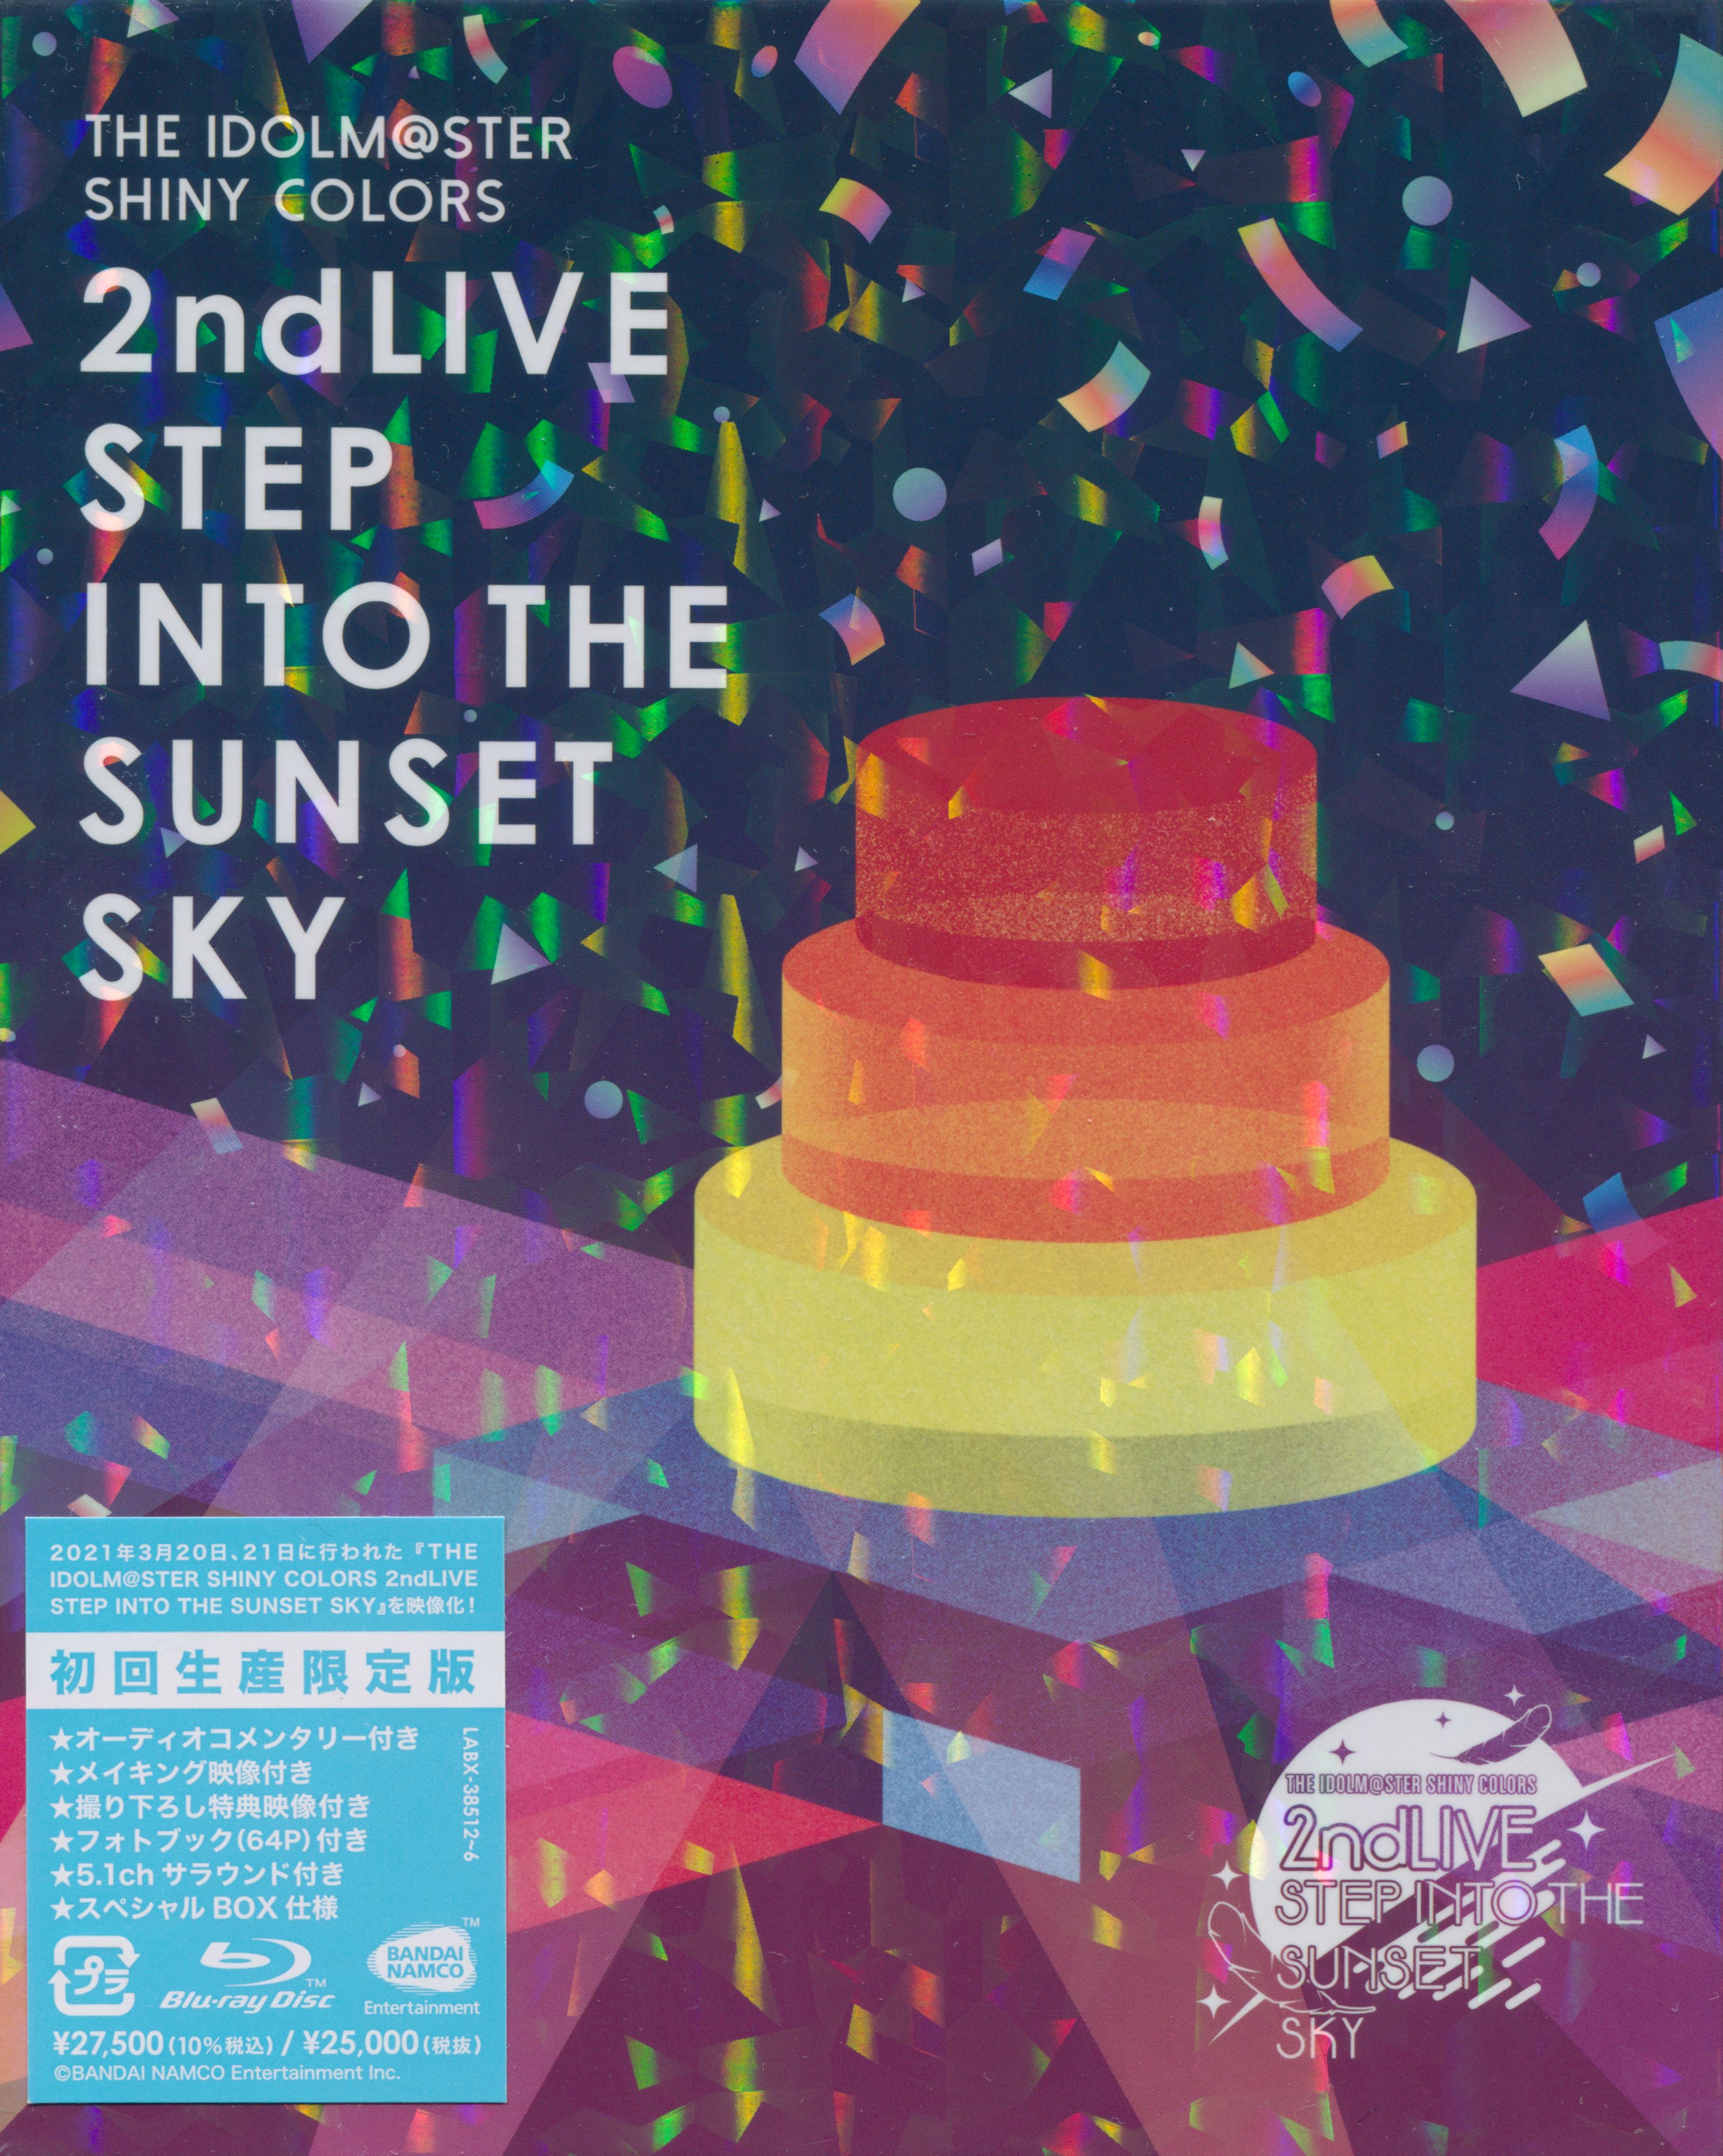 THE IDOLM@STER
SHINY COLORS
2ndLIVE
STEP
INTO THE
SUNSET
SKY
2021年3月20日、21日に行われた『THE
IDOLM@STER SHINY COLORS 2ndLIVE
STEP INTO THE SUNSET SKY』を映像化！
初回生産限定版
★オーディオコメンタリー付き
★メイキング映像付き
★撮り下ろし特典映像付き
★フォトブック(64P)付き
★5.1ch サラウンド付き
★スペシャル BOX 仕様
LABX-38512~6
プラ
Blu-ray Disc™
BANDAI
NAMCO™
Entertainment
¥27,500(10%税込) / ¥25,000(税抜)
©BANDAI NAMCO Entertainment Inc.
THE IDOLM@STER SHINY COLORS
2ndLIVE
STEP INTO THE
SUNSET
SKY